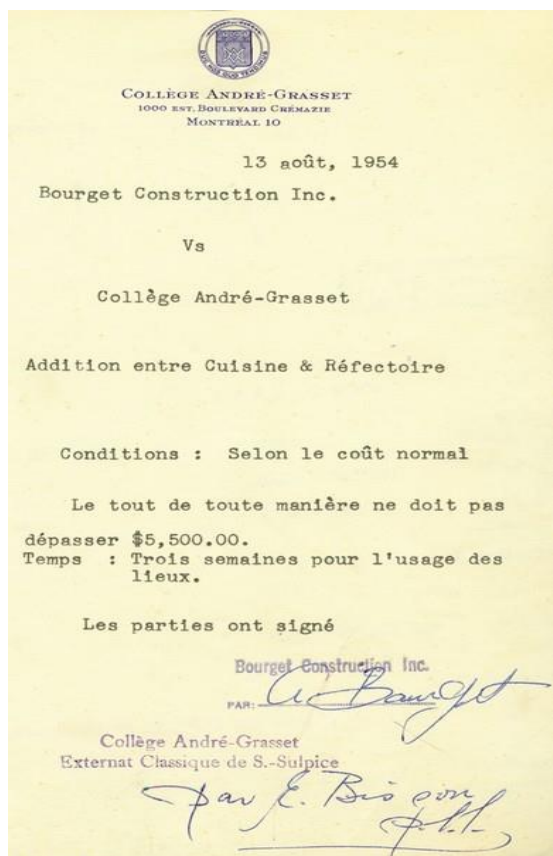 COLLÈGE ANDRÉ-GRASSET
1000 EST, BOULEVARD CRÉMAZIE
MONTRÉAL 10
13 août, 1954
Bourget Construction Inc.
Vs
Collège André-Grasset
Addition entre Cuisine & Réfectoire
Conditions : Selon le coût normal
Le tout de toute manière ne doit pas
dépasser $5,500.00.
Temps : Trois semaines pour l'usage des
lieux.
Les parties ont signé
Bourget Construction Inc.
PAR: A Bourget
Collège André-Grasset
Externat Classique de S.-Sulpice
par E. Bisson